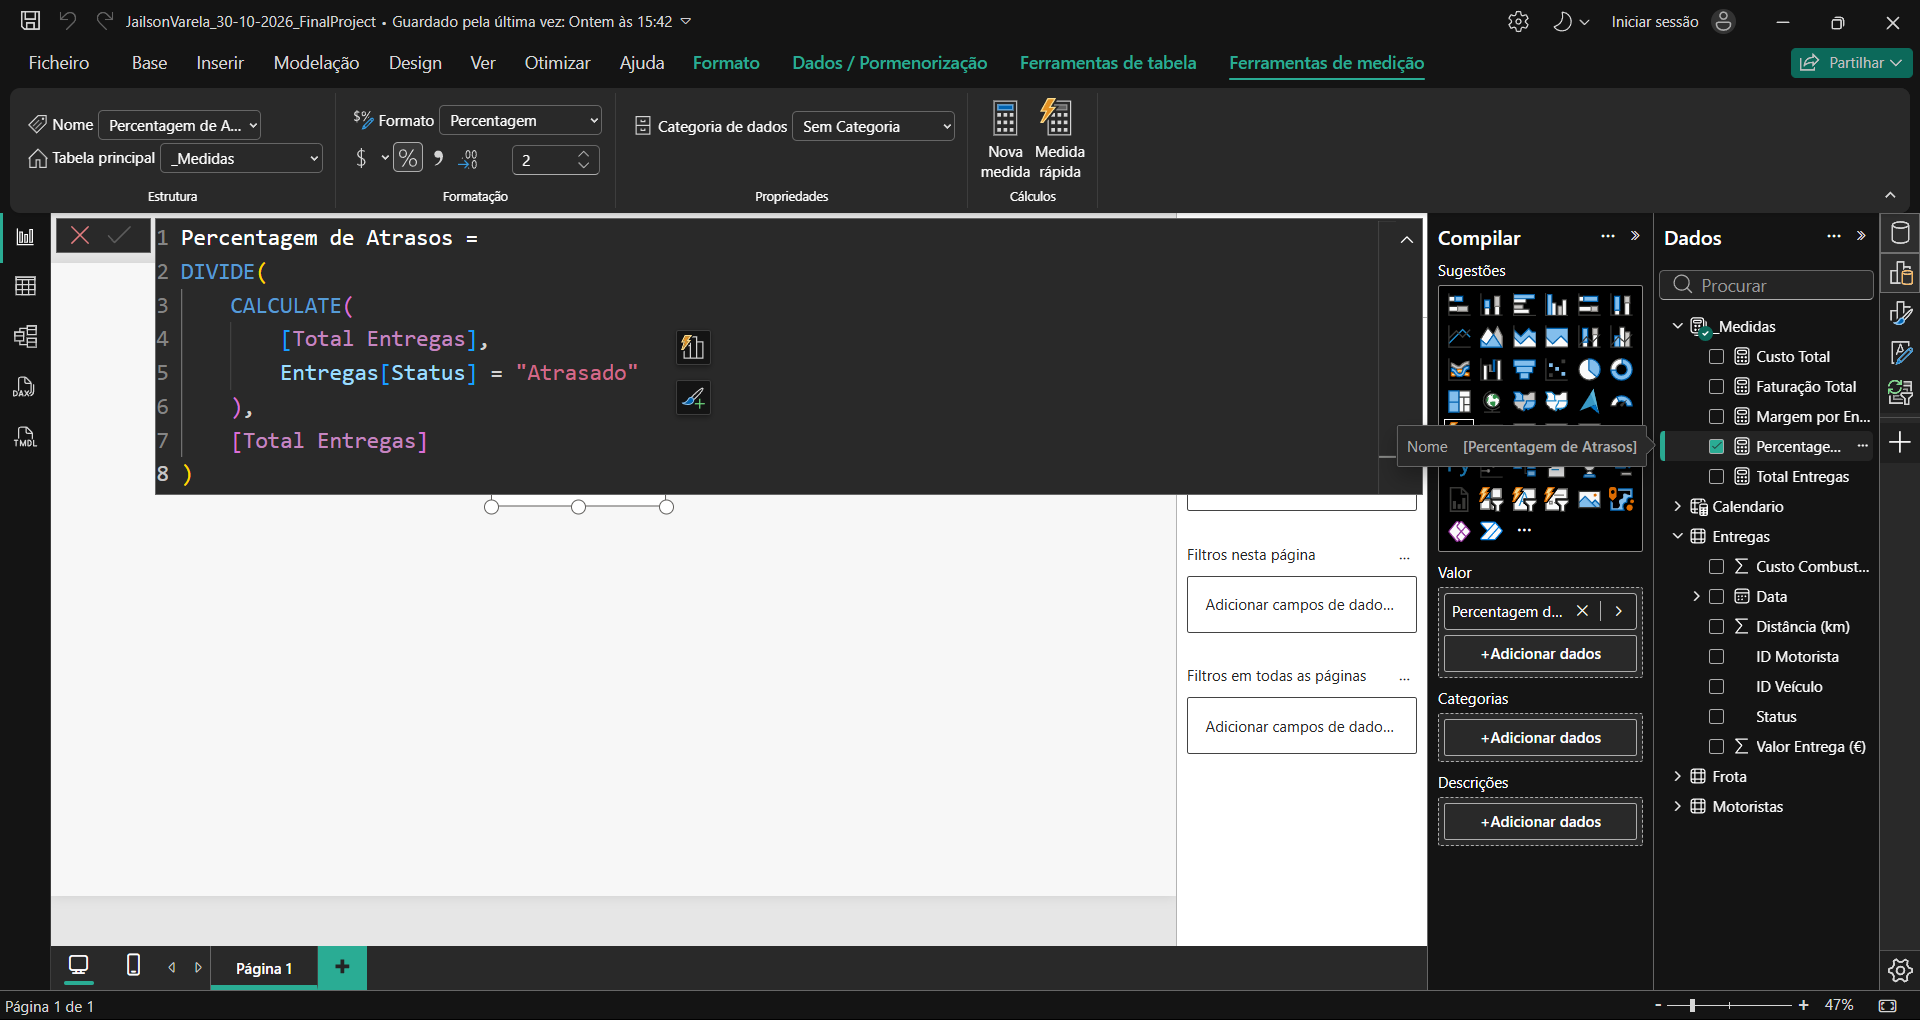 JailsonVarela_30-10-2026_FinalProject • Guardado pela última vez: Ontem às 15:42
Iniciar sessão
Ficheiro Base Inserir Modelação Design Ver Otimizar Ajuda Formato Dados / Pormenorização Ferramentas de tabela Ferramentas de medição
Partilhar
Nome Percentagem de A...
Tabela principal _Medidas
Estrutura
Formato Percentagem
$ % 2
Formatação
Categoria de dados Sem Categoria
Propriedades
Nova medida
Medida rápida
Cálculos
1 Percentagem de Atrasos =
2 DIVIDE(
3 CALCULATE(
4 [Total Entregas],
5 Entregas[Status] = "Atrasado"
6 ),
7 [Total Entregas]
8 )
Filtros nesta página ...
Adicionar campos de dado...
Filtros em todas as páginas ...
Adicionar campos de dado...
Compilar
Sugestões
Nome [Percentagem de Atrasos]
Valor
Percentagem d...
+Adicionar dados
Categorias
+Adicionar dados
Descrições
+Adicionar dados
Dados
Procurar
_Medidas
Custo Total
Faturação Total
Margem por En...
Percentage...
Total Entregas
Calendario
Entregas
Custo Combust...
Data
Distância (km)
ID Motorista
ID Veículo
Status
Valor Entrega (€)
Frota
Motoristas
DAX
TMDL
Página 1
Página 1 de 1
- + 47%